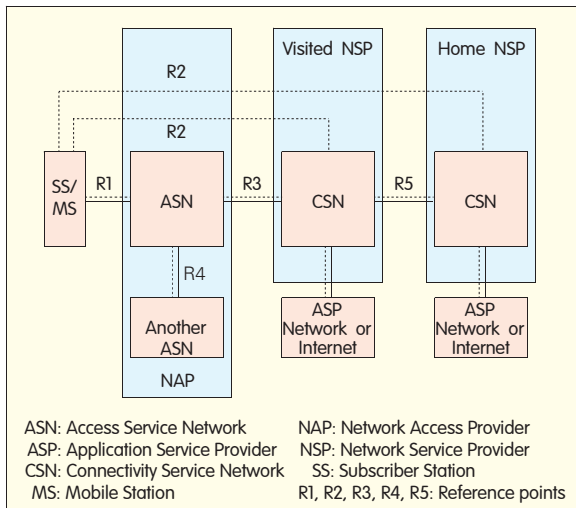 Visited NSP
Home NSP
R2
R2
SS/
MS
R1
ASN
R3
CSN
R5
CSN
R4
Another
ASN
NAP
ASP
Network or
Internet
ASP
Network or
Internet
ASN: Access Service Network
NAP: Network Access Provider
ASP: Application Service Provider
NSP: Network Service Provider
CSN: Connectivity Service Network
SS: Subscriber Station
MS: Mobile Station
R1, R2, R3, R4, R5: Reference points